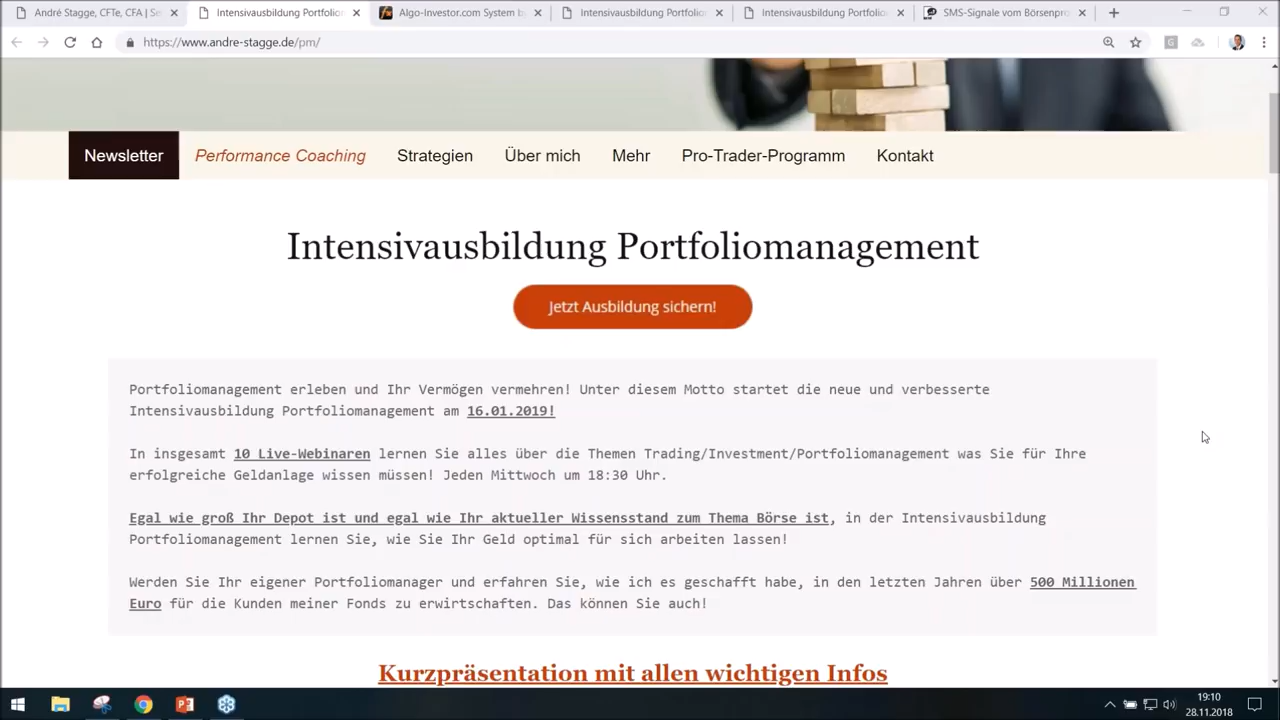 André Stagge, CFTe, CFA | Se
Intensivausbildung Portfolio
Algo-Investor.com System by
Intensivausbildung Portfolio
Intensivausbildung Portfolio
SMS-Signale vom Börsenpro
https://www.andre-stagge.de/pm/
Newsletter
Performance Coaching
Strategien
Über mich
Mehr
Pro-Trader-Programm
Kontakt
Intensivausbildung Portfoliomanagement
Jetzt Ausbildung sichern!
Portfoliomanagement erleben und Ihr Vermögen vermehren! Unter diesem Motto startet die neue und verbesserte
Intensivausbildung Portfoliomanagement am 16.01.2019!
In insgesamt 10 Live-Webinaren lernen Sie alles über die Themen Trading/Investment/Portfoliomanagement was Sie für Ihre
erfolgreiche Geldanlage wissen müssen! Jeden Mittwoch um 18:30 Uhr.
Egal wie groß Ihr Depot ist und egal wie Ihr aktueller Wissensstand zum Thema Börse ist, in der Intensivausbildung
Portfoliomanagement lernen Sie, wie Sie Ihr Geld optimal für sich arbeiten lassen!
Werden Sie Ihr eigener Portfoliomanager und erfahren Sie, wie ich es geschafft habe, in den letzten Jahren über 500 Millionen
Euro für die Kunden meiner Fonds zu erwirtschaften. Das können Sie auch!
Kurzpräsentation mit allen wichtigen Infos
19:10
28.11.2018